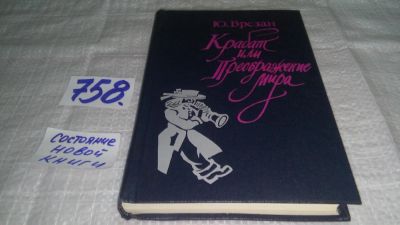 758.
состояние
новой
книги
Ю. Брезан
Крабат
или
Преображение
мира